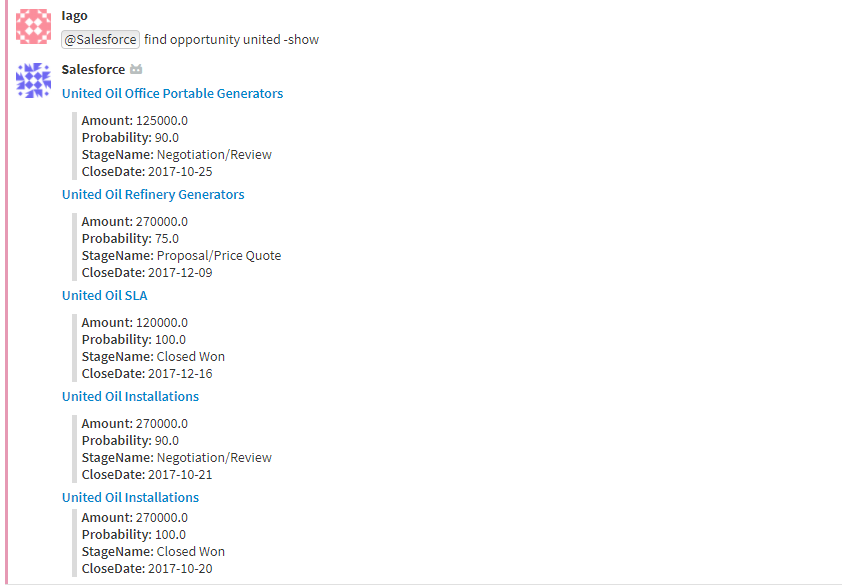 Iago
@Salesforce find opportunity united -show
Salesforce
United Oil Office Portable Generators
Amount: 125000.0
Probability: 90.0
StageName: Negotiation/Review
CloseDate: 2017-10-25
United Oil Refinery Generators
Amount: 270000.0
Probability: 75.0
StageName: Proposal/Price Quote
CloseDate: 2017-12-09
United Oil SLA
Amount: 120000.0
Probability: 100.0
StageName: Closed Won
CloseDate: 2017-12-16
United Oil Installations
Amount: 270000.0
Probability: 90.0
StageName: Negotiation/Review
CloseDate: 2017-10-21
United Oil Installations
Amount: 270000.0
Probability: 100.0
StageName: Closed Won
CloseDate: 2017-10-20